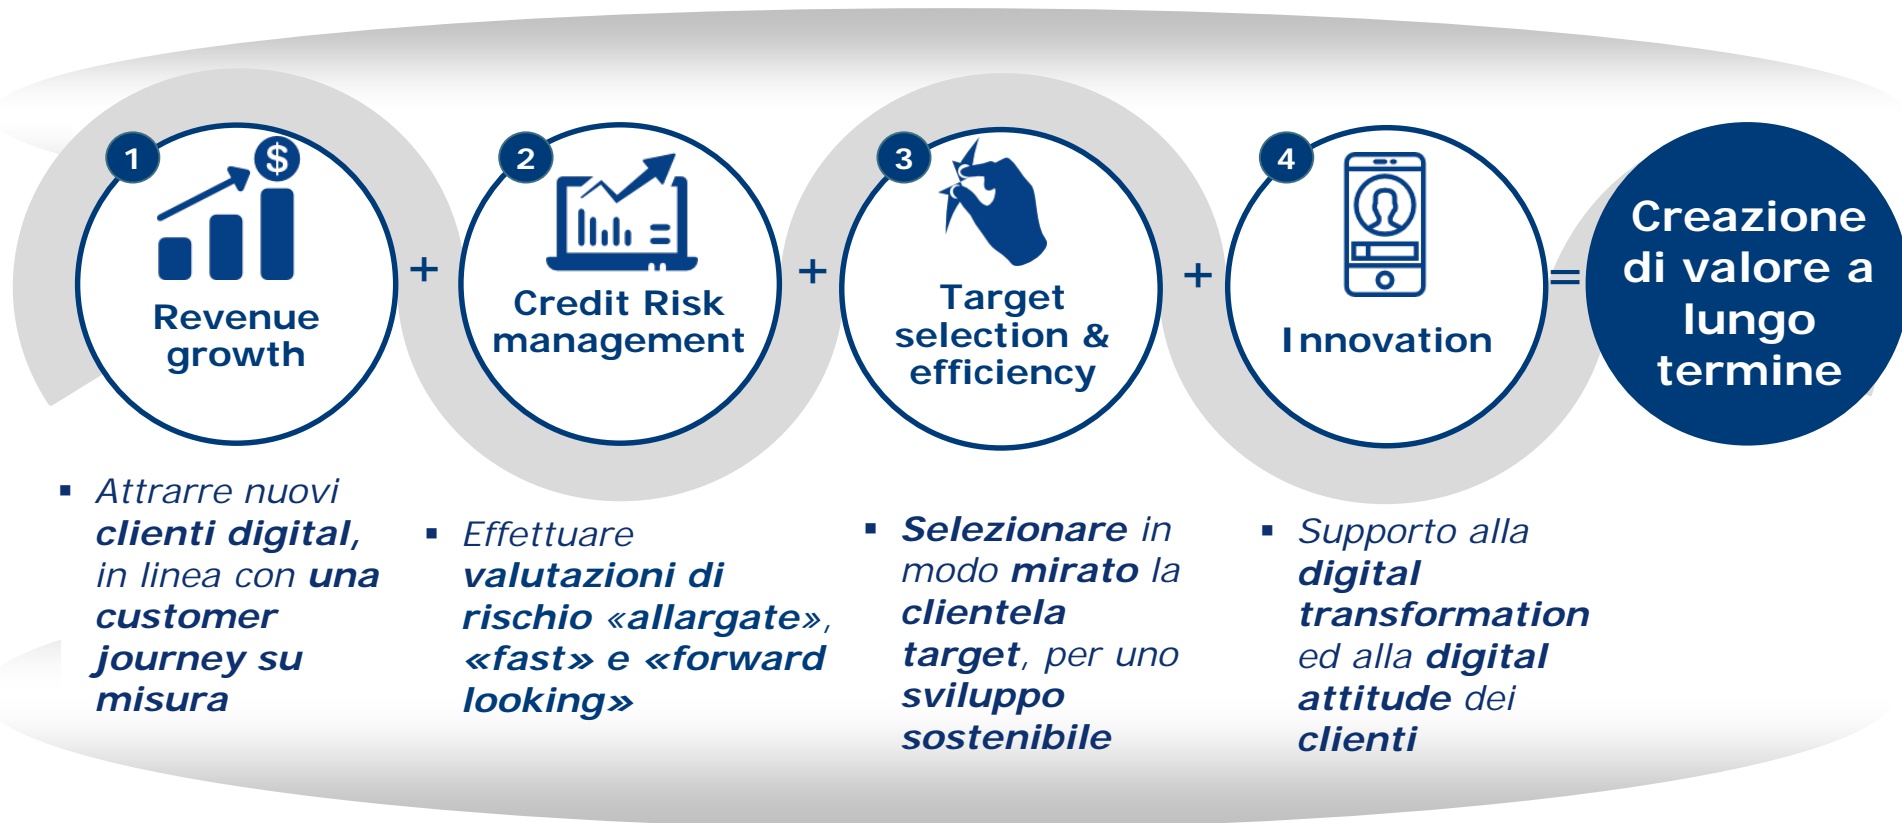 1
$
Revenue
growth
+
2
Credit Risk
management
+
3
Target
selection &
efficiency
+
4
Innovation
=
Creazione
di valore a
lungo
termine
▪ Attrarre nuovi
clienti digital,
in linea con una
customer
journey su
misura
▪ Effettuare
valutazioni di
rischio «allargate»,
«fast» e «forward
looking»
▪ Selezionare in
modo mirato la
clientela
target, per uno
sviluppo
sostenibile
▪ Supporto alla
digital
transformation
ed alla digital
attitude dei
clienti